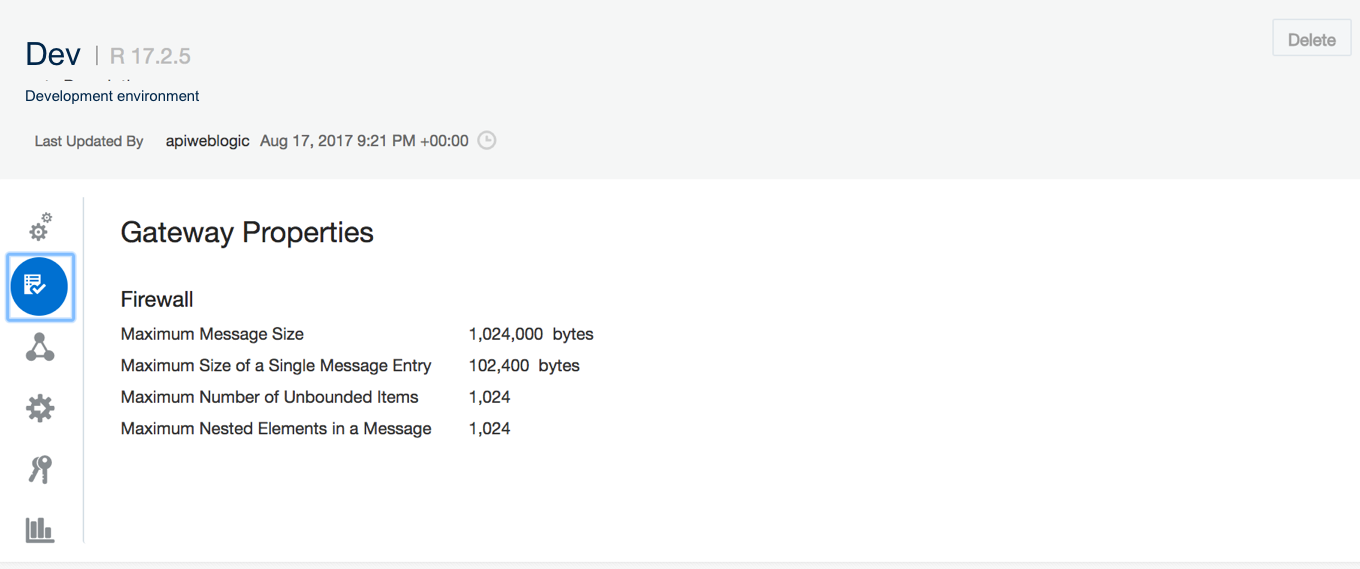 Dev | R 17.2.5
Delete
Development environment
Last Updated By apiweblogic Aug 17, 2017 9:21 PM +00:00
Gateway Properties
Firewall
Maximum Message Size 1,024,000 bytes
Maximum Size of a Single Message Entry 102,400 bytes
Maximum Number of Unbounded Items 1,024
Maximum Nested Elements in a Message 1,024